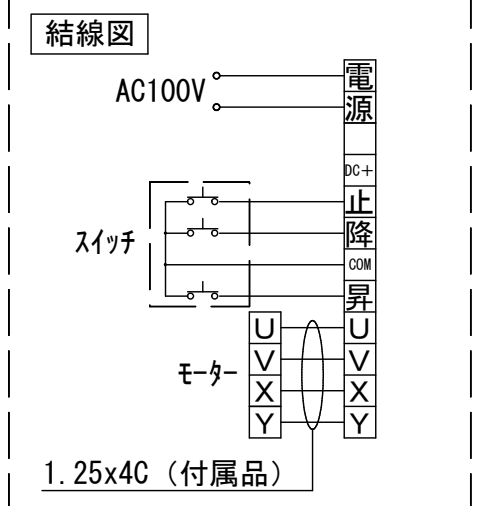 結線図
AC100V
電
源
DC+
止
降
COM
昇
スイッチ
U
V
X
Y
モーター
U
V
X
Y
1.25x4C (付属品)